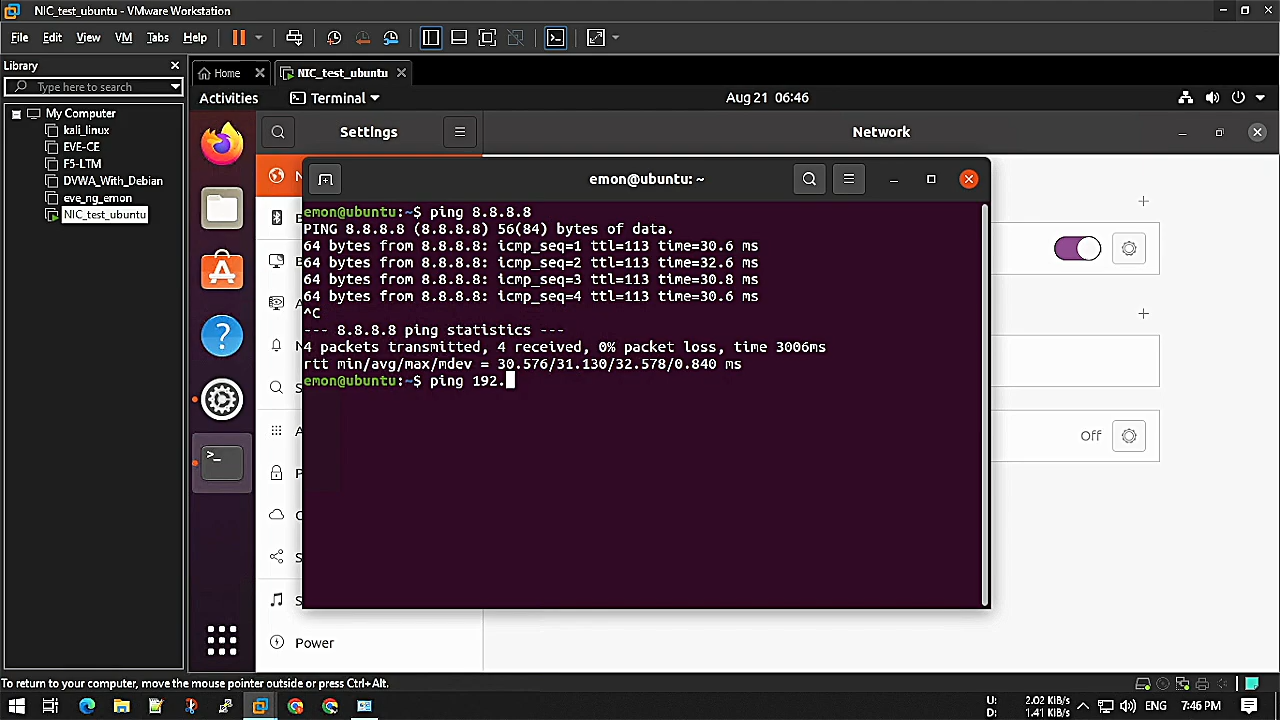 NIC_test_ubuntu - VMware Workstation
File Edit View VM Tabs Help
Library
Type here to search
My Computer
kali_linux
EVE-CE
F5-LTM
DVWA_With_Debian
eve_ng_emon
NIC_test_ubuntu
Home
NIC_test_ubuntu
Activities
Terminal
Aug 21 06:46
Settings
Network
emon@ubuntu: ~
emon@ubuntu:~$ ping 8.8.8.8
PING 8.8.8.8 (8.8.8.8) 56(84) bytes of data.
64 bytes from 8.8.8.8: icmp_seq=1 ttl=113 time=30.6 ms
64 bytes from 8.8.8.8: icmp_seq=2 ttl=113 time=32.6 ms
64 bytes from 8.8.8.8: icmp_seq=3 ttl=113 time=30.8 ms
64 bytes from 8.8.8.8: icmp_seq=4 ttl=113 time=30.6 ms
^C
--- 8.8.8.8 ping statistics ---
4 packets transmitted, 4 received, 0% packet loss, time 3006ms
rtt min/avg/max/mdev = 30.576/31.130/32.578/0.840 ms
emon@ubuntu:~$ ping 192.
Off
Power
To return to your computer, move the mouse pointer outside or press Ctrl+Alt.
U: 2.02 KiB/s
D: 1.41 KiB/s
ENG
7:46 PM